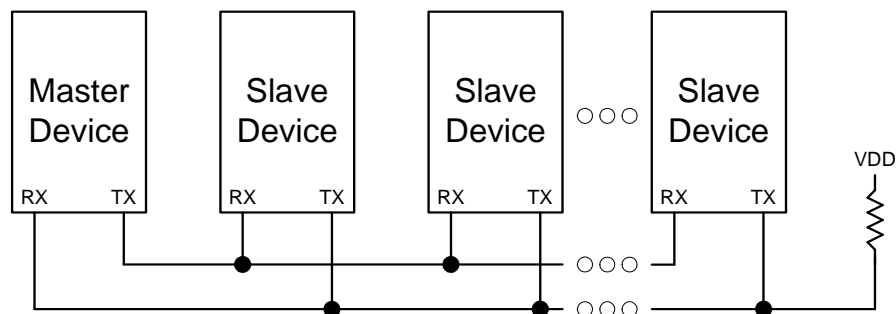 Master
Device
Slave
Device
Slave
Device
Slave
Device
VDD
RX TX
RX TX
RX TX
RX TX